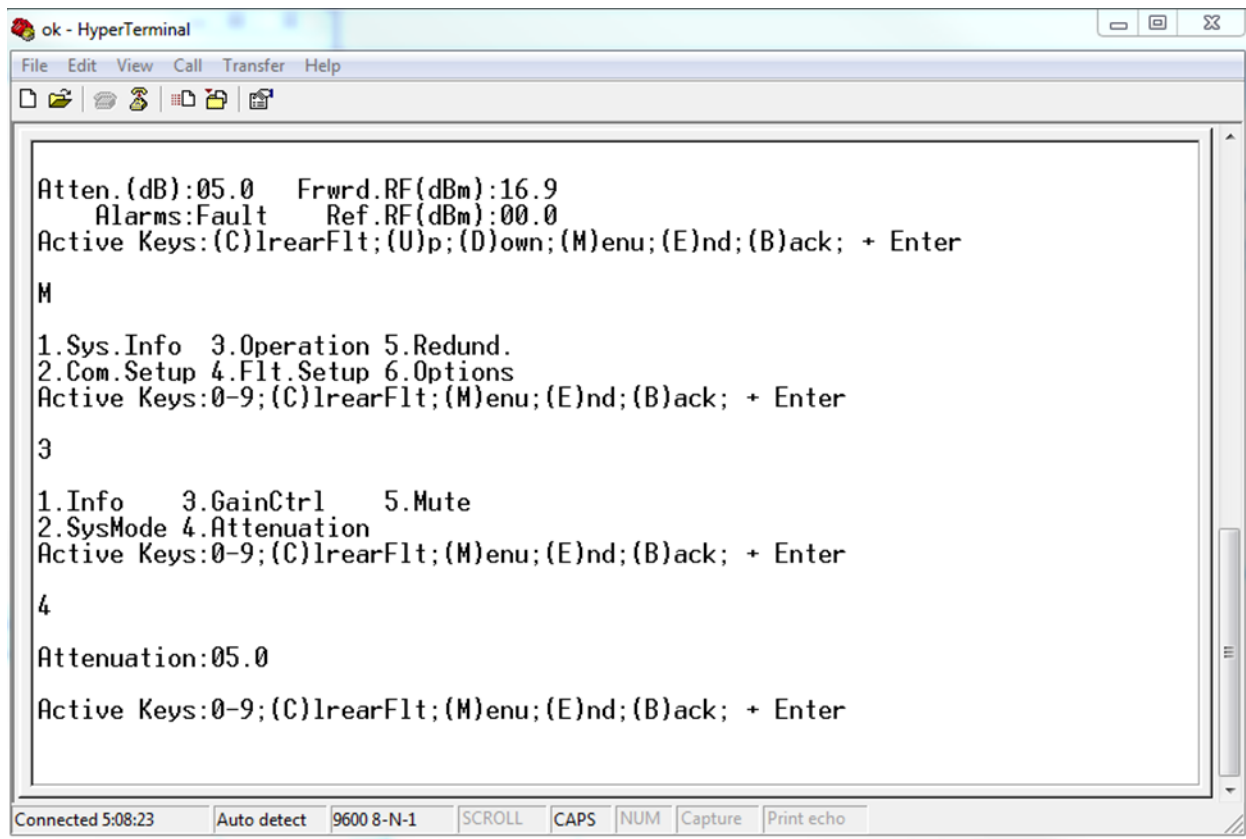 ok - HyperTerminal
File Edit View Call Transfer Help
Atten.(dB):05.0   Frwrd.RF(dBm):16.9
    Alarms:Fault    Ref.RF(dBm):00.0
Active Keys:(C)lrearFlt;(U)p;(D)own;(M)enu;(E)nd;(B)ack; + Enter
M
1.Sys.Info  3.Operation 5.Redund.
2.Com.Setup 4.Flt.Setup 6.Options
Active Keys:0-9;(C)lrearFlt;(M)enu;(E)nd;(B)ack; + Enter
3
1.Info    3.GainCtrl    5.Mute
2.SysMode 4.Attenuation
Active Keys:0-9;(C)lrearFlt;(M)enu;(E)nd;(B)ack; + Enter
4
Attenuation:05.0
Active Keys:0-9;(C)lrearFlt;(M)enu;(E)nd;(B)ack; + Enter
Connected 5:08:23 Auto detect 9600 8-N-1 SCROLL CAPS NUM Capture Print echo